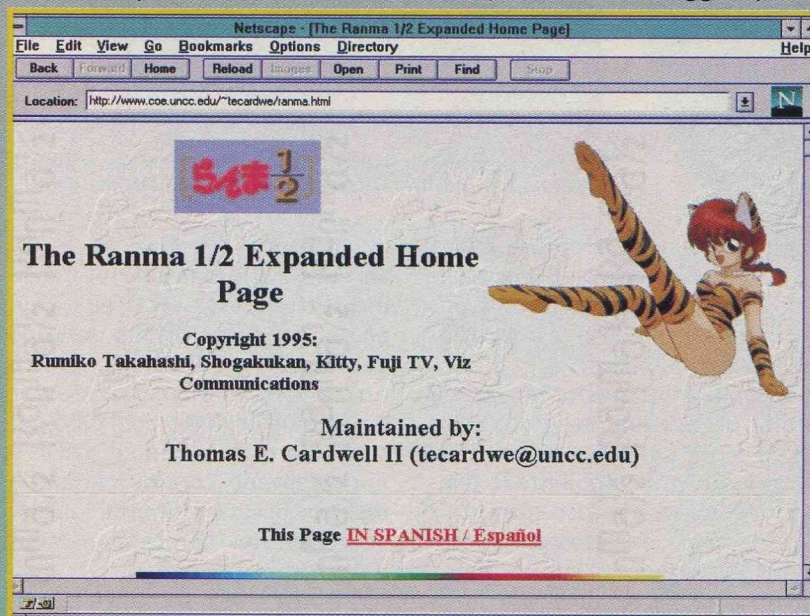 Netscape - [The Ranma 1/2 Expanded Home Page]
File Edit View Go Bookmarks Options Directory Help
Back Forward Home Reload Images Open Print Find Stop
Location: http://www.coe.uncc.edu/~tecardwe/ranma.html
N
[らんま 1/2]
The Ranma 1/2 Expanded Home
Page
Copyright 1995:
Rumiko Takahashi, Shogakukan, Kitty, Fuji TV, Viz
Communications
Maintained by:
Thomas E. Cardwell II (tecardwe@uncc.edu)
This Page IN SPANISH / Español